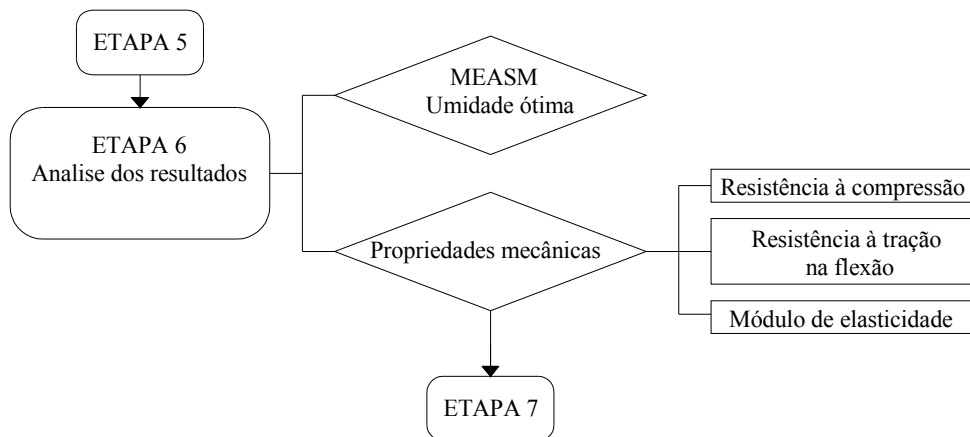 ETAPA 5
MEASM
Umidade ótima
ETAPA 6
Analise dos resultados
Resistência à compressão
Propriedades mecânicas
Resistência à tração
na flexão
Módulo de elasticidade
ETAPA 7